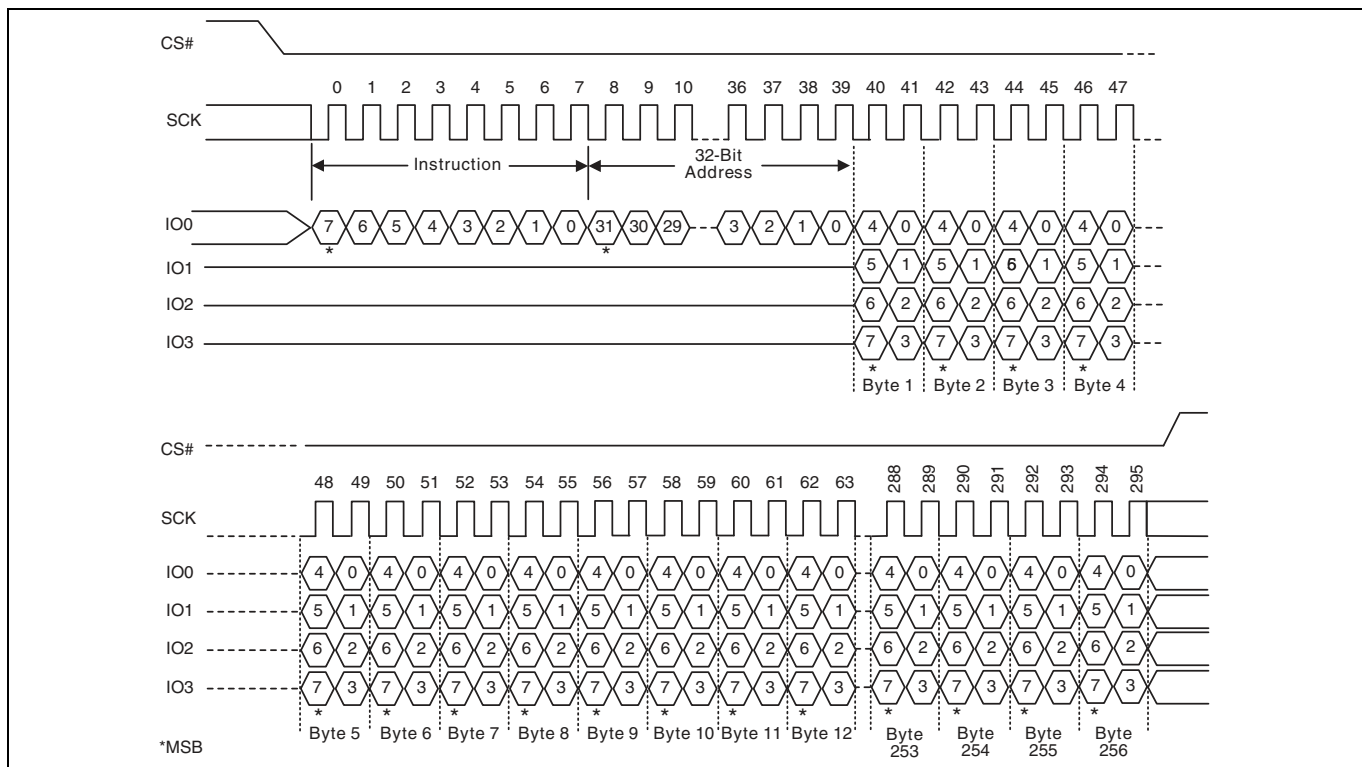 CS#
0 1 2 3 4 5 6 7 8 9 10 36 37 38 39 40 41 42 43 44 45 46 47
SCK
Instruction
32-Bit
Address
IO0 7 6 5 4 3 2 1 0 31 30 29 3 2 1 0 4 0 4 0 4 0 4 0
* *
IO1 5 1 5 1 5 1 5 1
IO2 6 2 6 2 6 2 6 2
IO3 7 3 7 3 7 3 7 3
* * * *
Byte 1 Byte 2 Byte 3 Byte 4
CS#
48 49 50 51 52 53 54 55 56 57 58 59 60 61 62 63 288 289 290 291 292 293 294 295
SCK
IO0 4 0 4 0 4 0 4 0 4 0 4 0 4 0 4 0 4 0 4 0 4 0 4 0
IO1 5 1 5 1 5 1 5 1 5 1 5 1 5 1 5 1 5 1 5 1 5 1 5 1
IO2 6 2 6 2 6 2 6 2 6 2 6 2 6 2 6 2 6 2 6 2 6 2 6 2
IO3 7 3 7 3 7 3 7 3 7 3 7 3 7 3 7 3 7 3 7 3 7 3 7 3
* * * * * * * * * * * *
Byte 5 Byte 6 Byte 7 Byte 8 Byte 9 Byte 10 Byte 11 Byte 12 Byte 253 Byte 254 Byte 255 Byte 256
*MSB